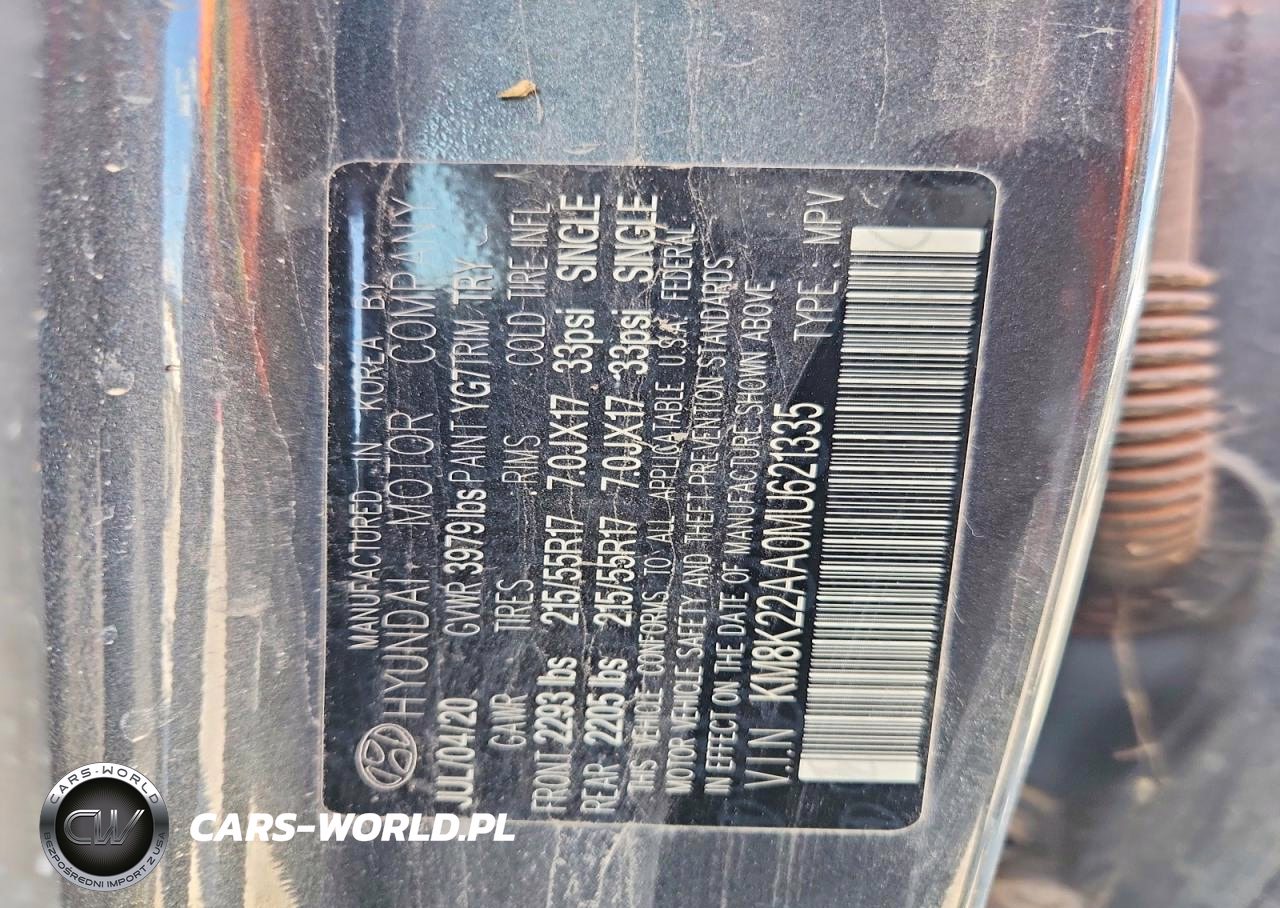 MANUFACTURED IN KOREA BY
HYUNDAI MOTOR COMPANY
JUL/04/20 GVWR 3979 lbs PAINT YG7 TRIM TRY
GAWR TIRES RIMS COLD TIRE INFL
FRONT 2293 lbs 215/55R17 7.0JX17 33psi SNGLE
REAR 2205 lbs 215/55R17 7.0JX17 33psi SNGLE
THIS VEHICLE CONFORMS TO ALL APPLICATABLE U.S.A. FEDERAL
MOTOR VEHICLE SAFETY AND THEFT PREVENTION STANDARDS
IN EFFECT ON THE DATE OF MANUFACTURE SHOWN ABOVE
V.I.N KM8K22AA0MU621335 TYPE. MPV
CARS-WORLD
CW
BEZPOŚREDNI IMPORT Z USA
CARS-WORLD.PL